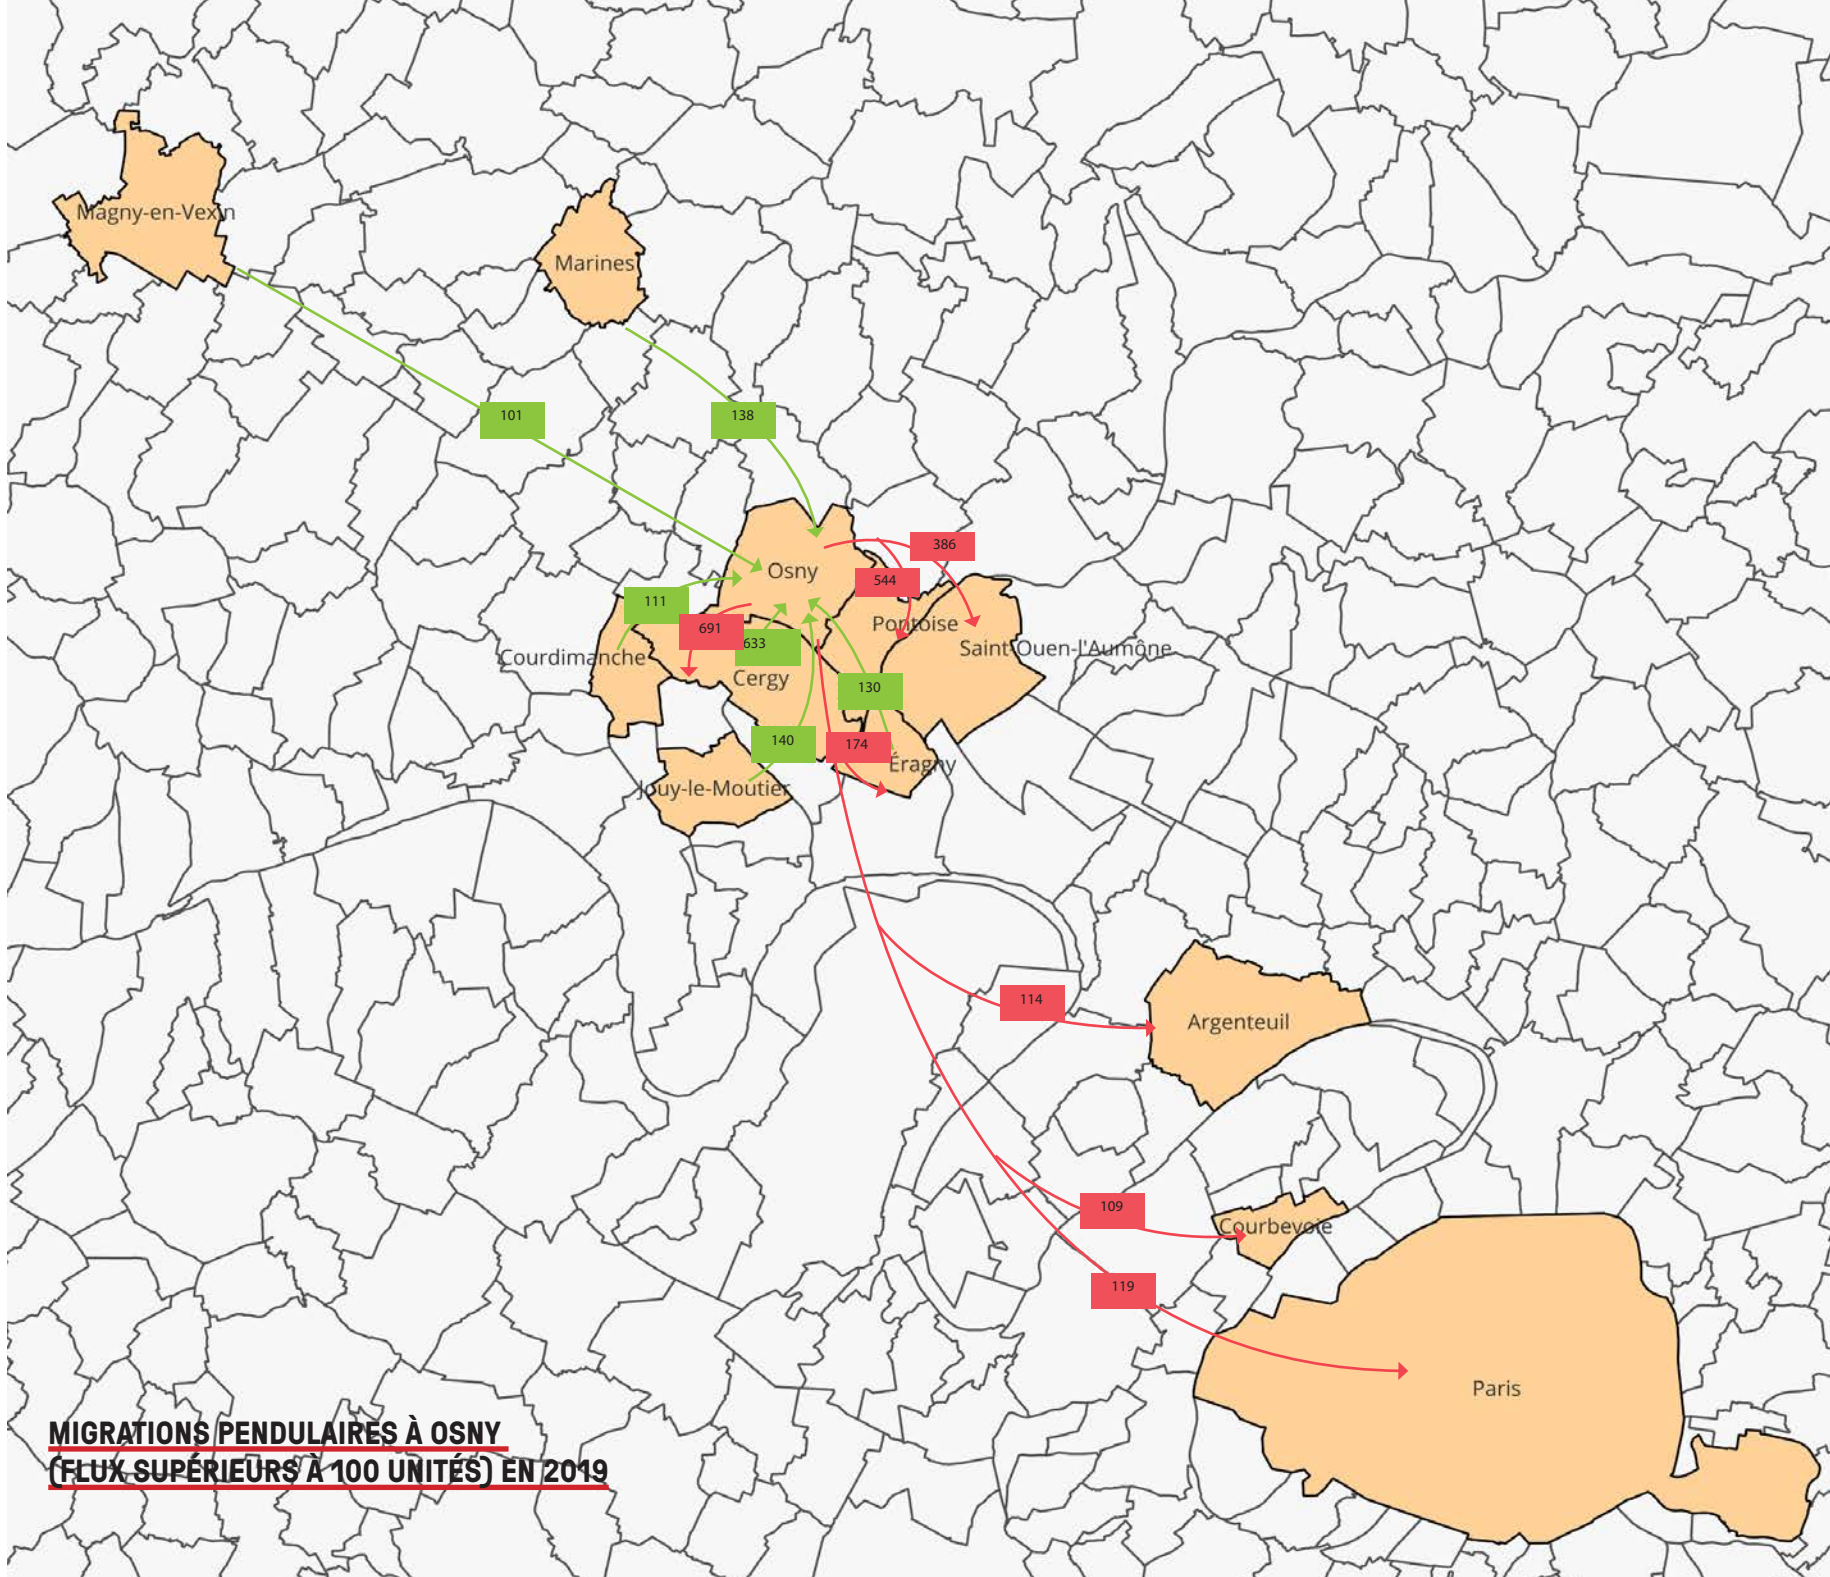 Magny-en-Vexin
Marines
101
138
386
Osny
544
111
Pontoise
691
633
Saint-Ouen-l'Aumône
Courdimanche
Cergy
130
140
174
Éragny
Jouy-le-Moutier
114
Argenteuil
109
Courbevoie
119
Paris
MIGRATIONS PENDULAIRES À OSNY
(FLUX SUPÉRIEURS À 100 UNITÉS) EN 2019